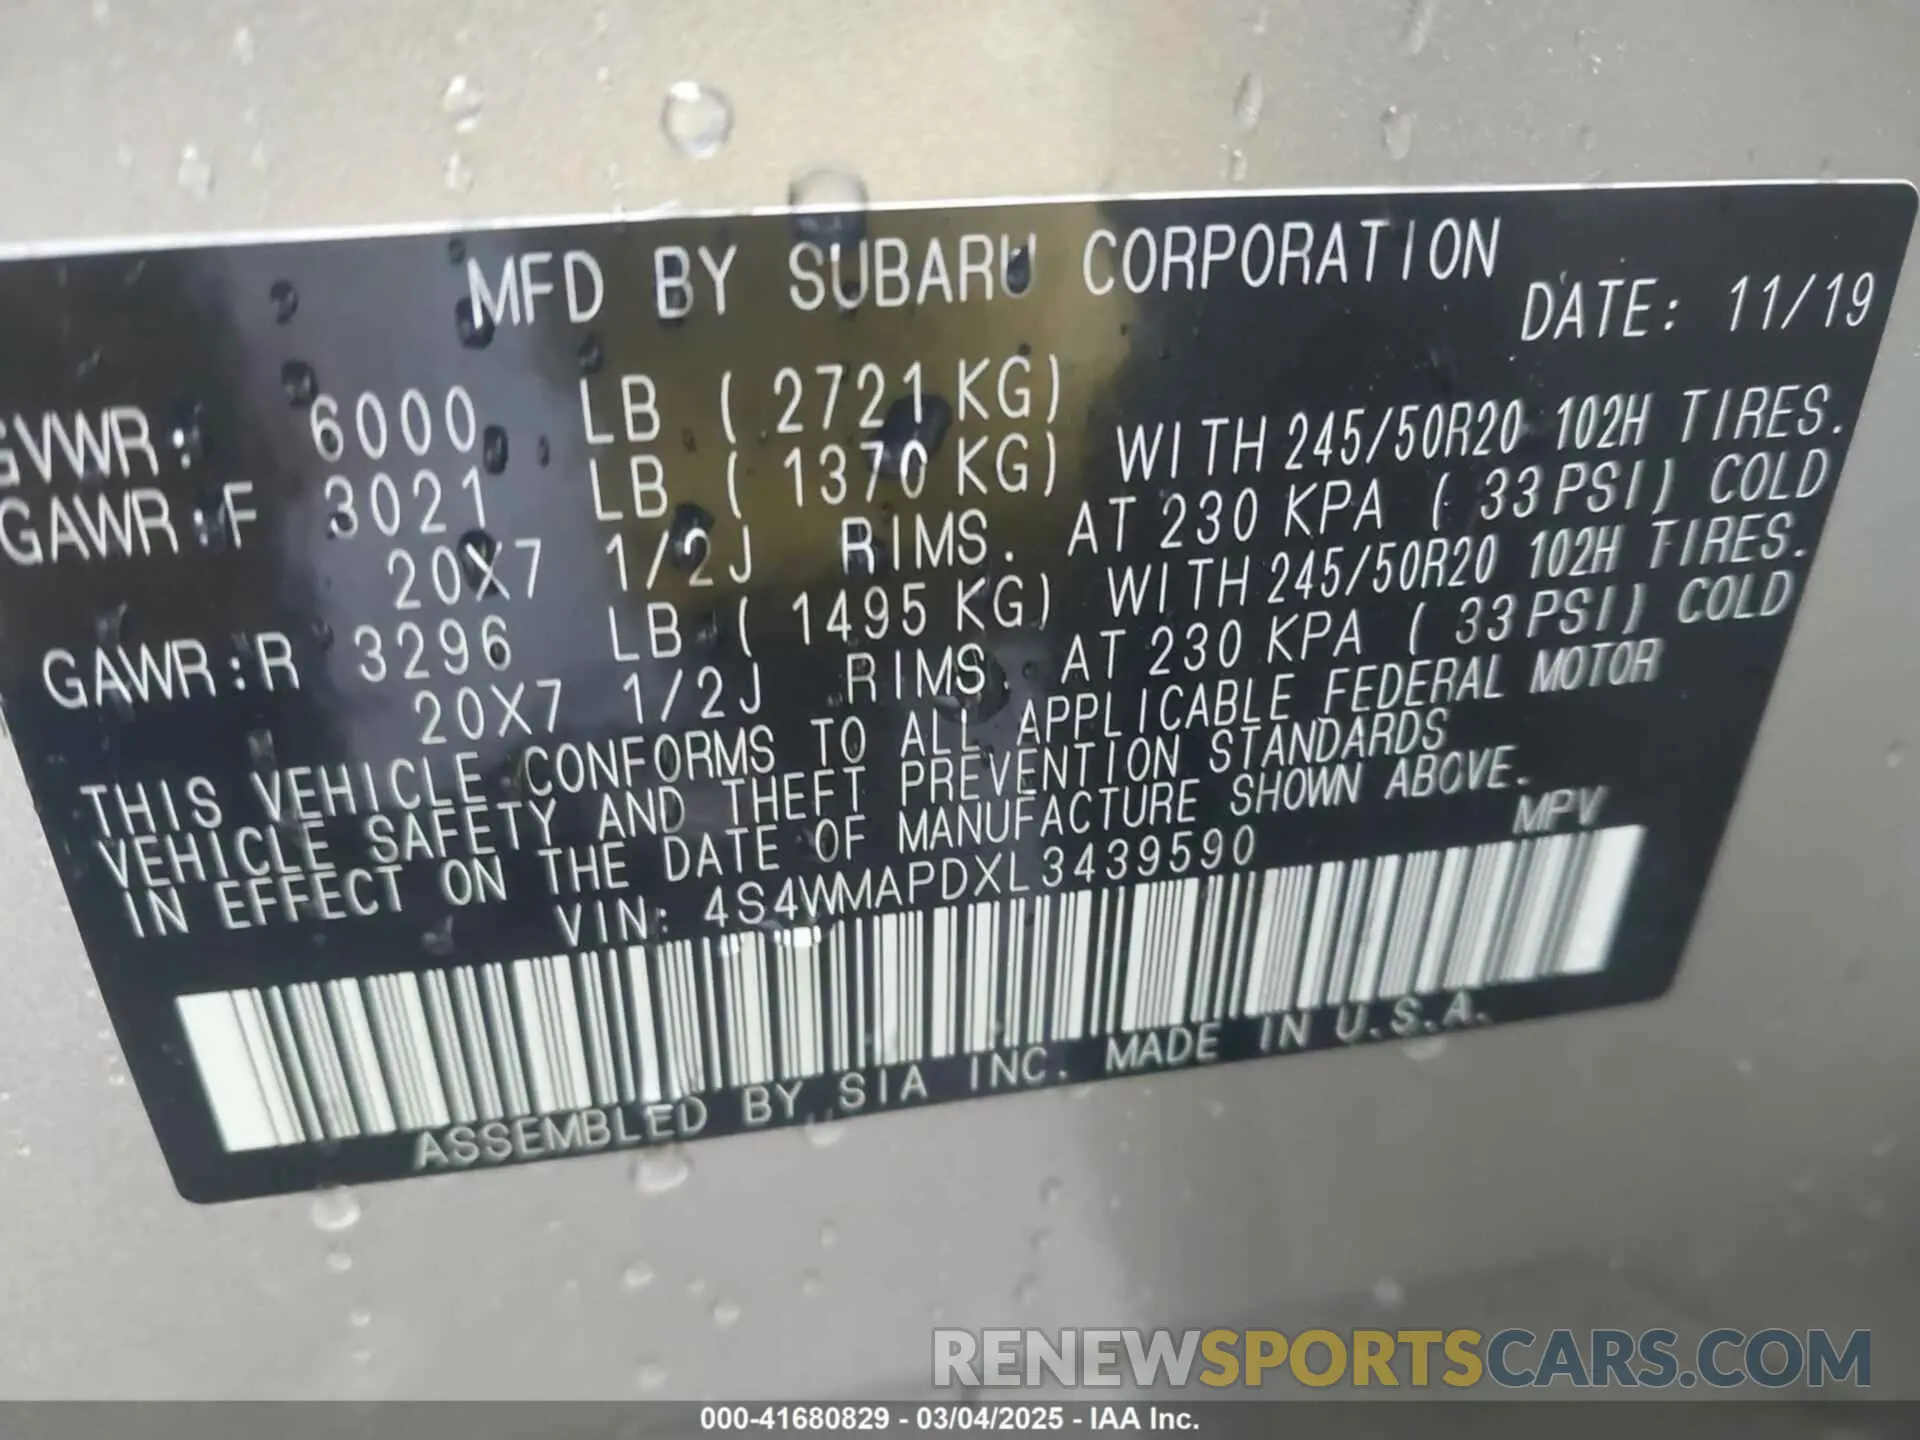 MFD BY SUBARU CORPORATION
DATE: 11/19
GVWR: 6000 LB ( 2721 KG)
GAWR:F 3021 LB ( 1370 KG) WITH 245/50R20 102H TIRES.
20X7 1/2J RIMS. AT 230 KPA ( 33 PSI) COLD
GAWR:R 3296 LB ( 1495 KG) WITH 245/50R20 102H TIRES.
20X7 1/2J RIMS. AT 230 KPA ( 33 PSI) COLD
THIS VEHICLE CONFORMS TO ALL APPLICABLE FEDERAL MOTOR
VEHICLE SAFETY AND THEFT PREVENTION STANDARDS
IN EFFECT ON THE DATE OF MANUFACTURE SHOWN ABOVE.
VIN: 4S4WMAPDXL3439590 MPV
ASSEMBLED BY SIA INC. MADE IN U.S.A.
RENEWSPORTSCARS.COM
000-41680829 - 03/04/2025 - IAA Inc.